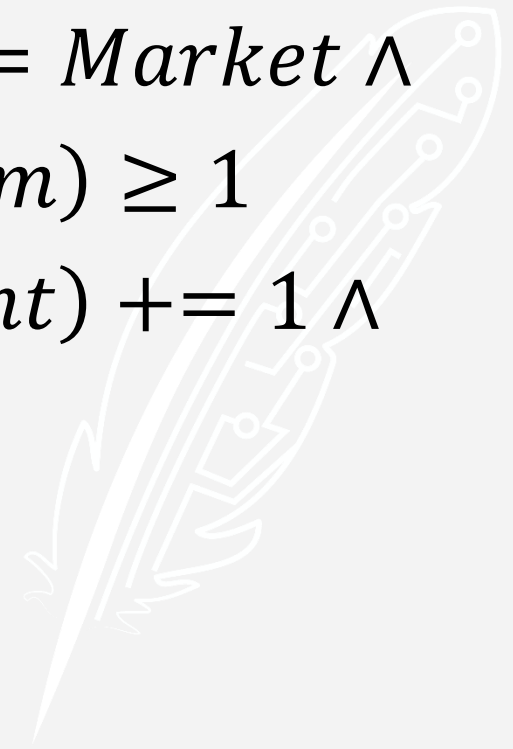 = Market ∧
m) ≥ 1
nt) += 1 ∧